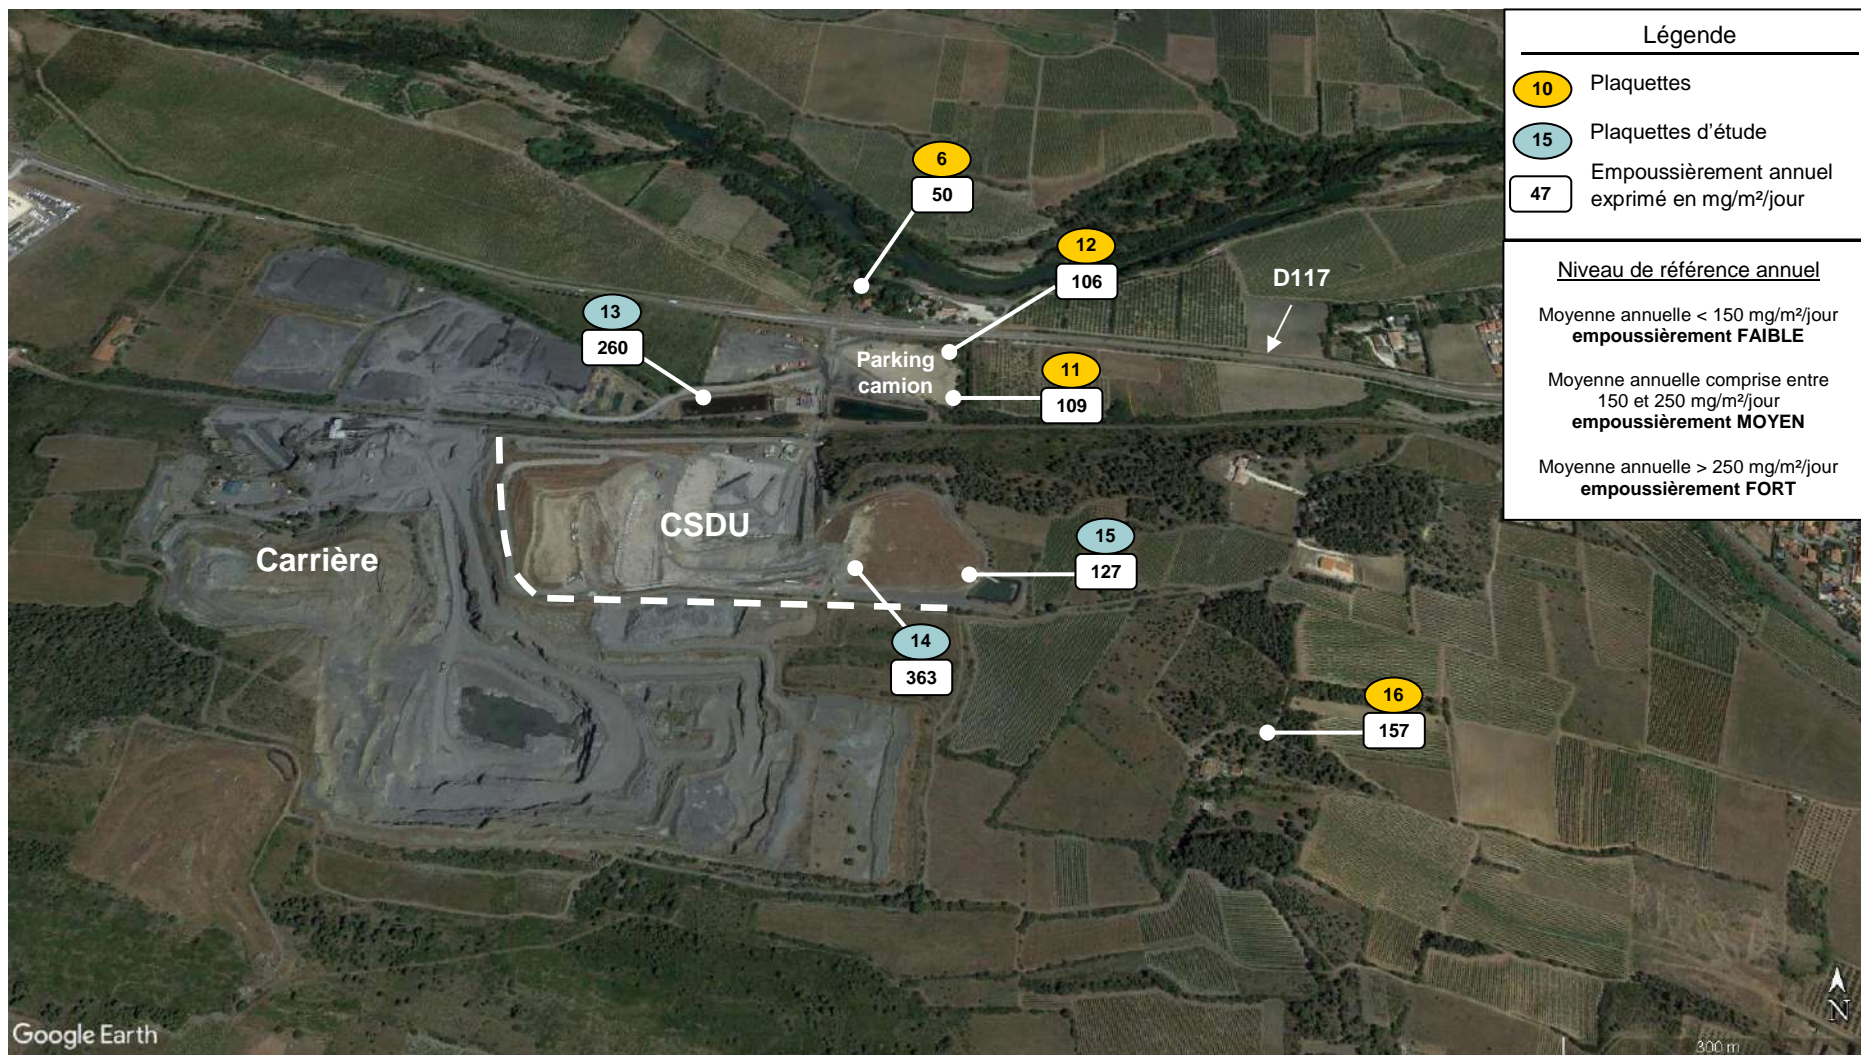 Légende
10 Plaquettes
15 Plaquettes d'étude
47 Empoussièrement annuel
exprimé en mg/m²/jour
Niveau de référence annuel
Moyenne annuelle < 150 mg/m²/jour
empoussièrement FAIBLE
Moyenne annuelle comprise entre
150 et 250 mg/m²/jour
empoussièrement MOYEN
Moyenne annuelle > 250 mg/m²/jour
empoussièrement FORT
6
50
12
106
D117
13
260
Parking
camion
11
109
CSDU
Carrière
15
127
14
363
16
157
N
Google Earth
300 m